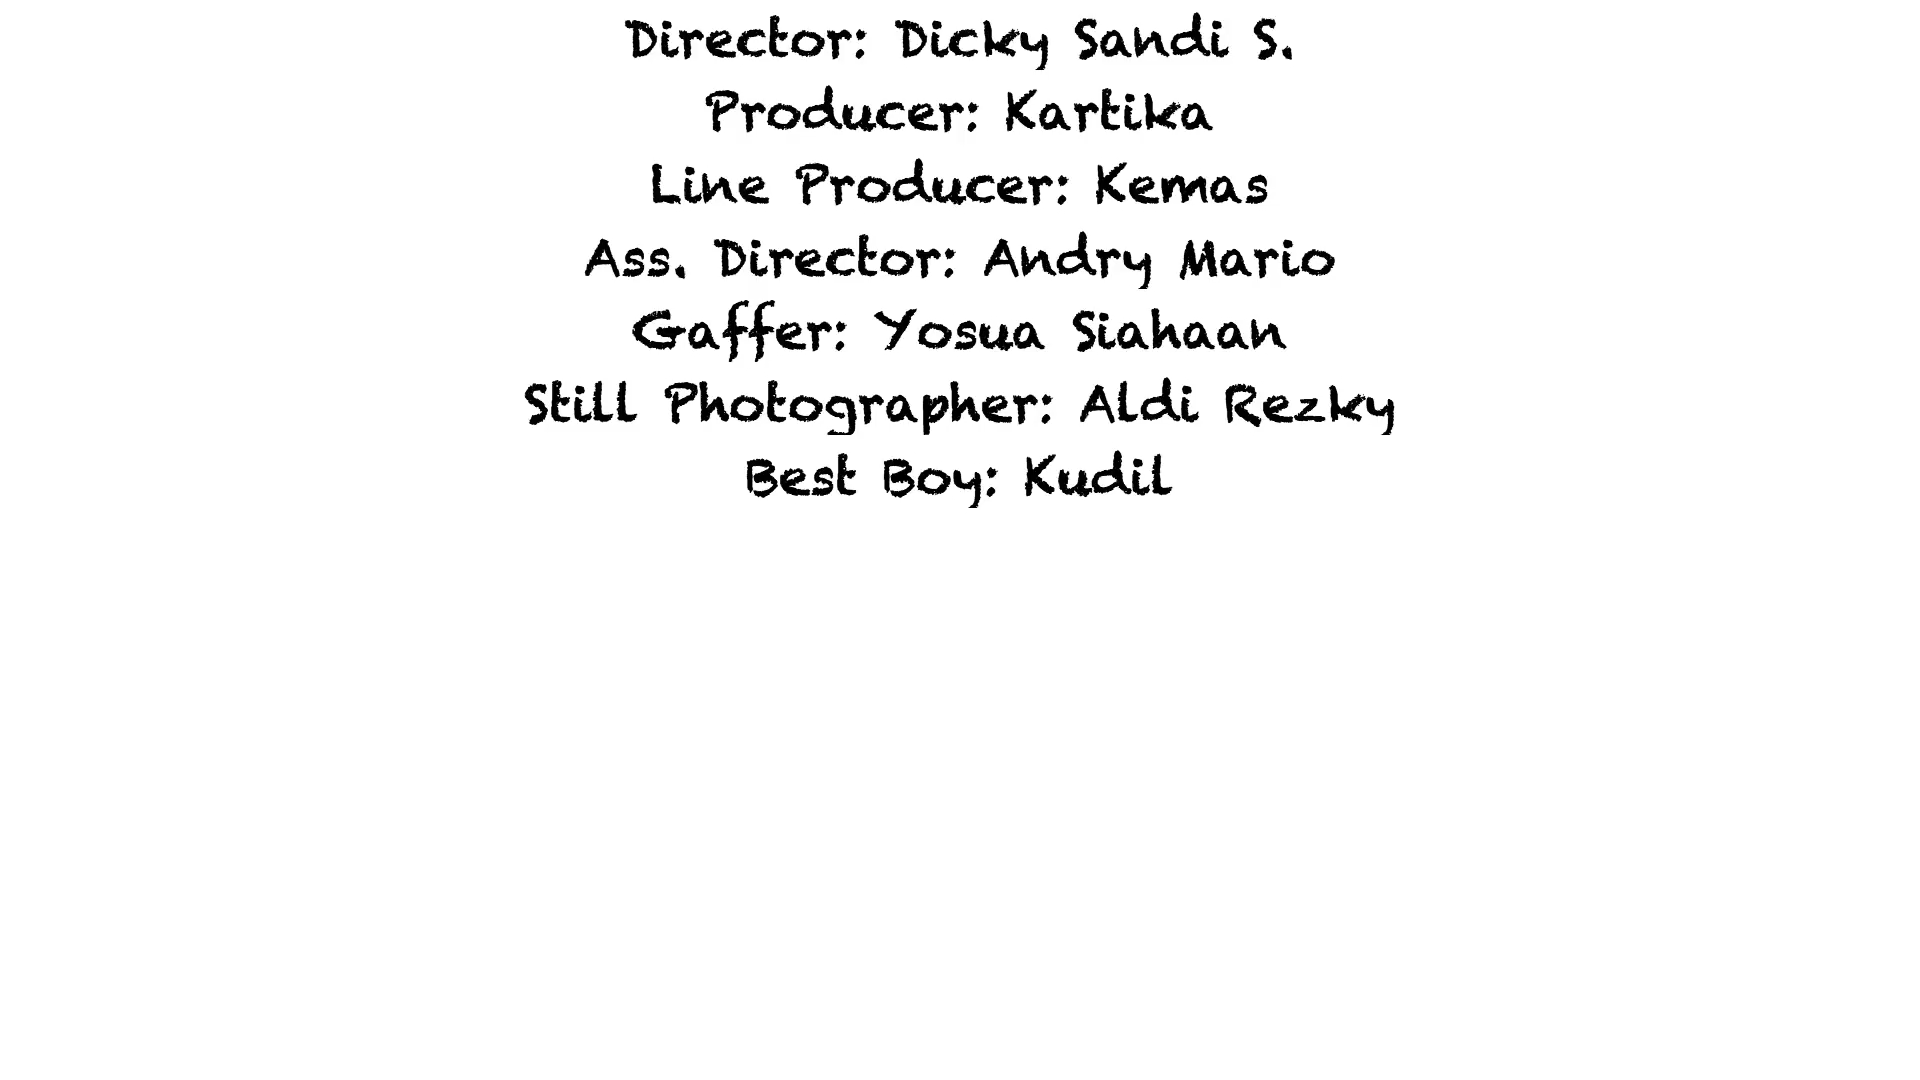 Director: Dicky Sandi S.
Producer: Kartika
Line Producer: Kemas
Ass. Director: Andry Mario
Gaffer: Yosua Siahaan
Still Photographer: Aldi Rezky
Best Boy: Kudil